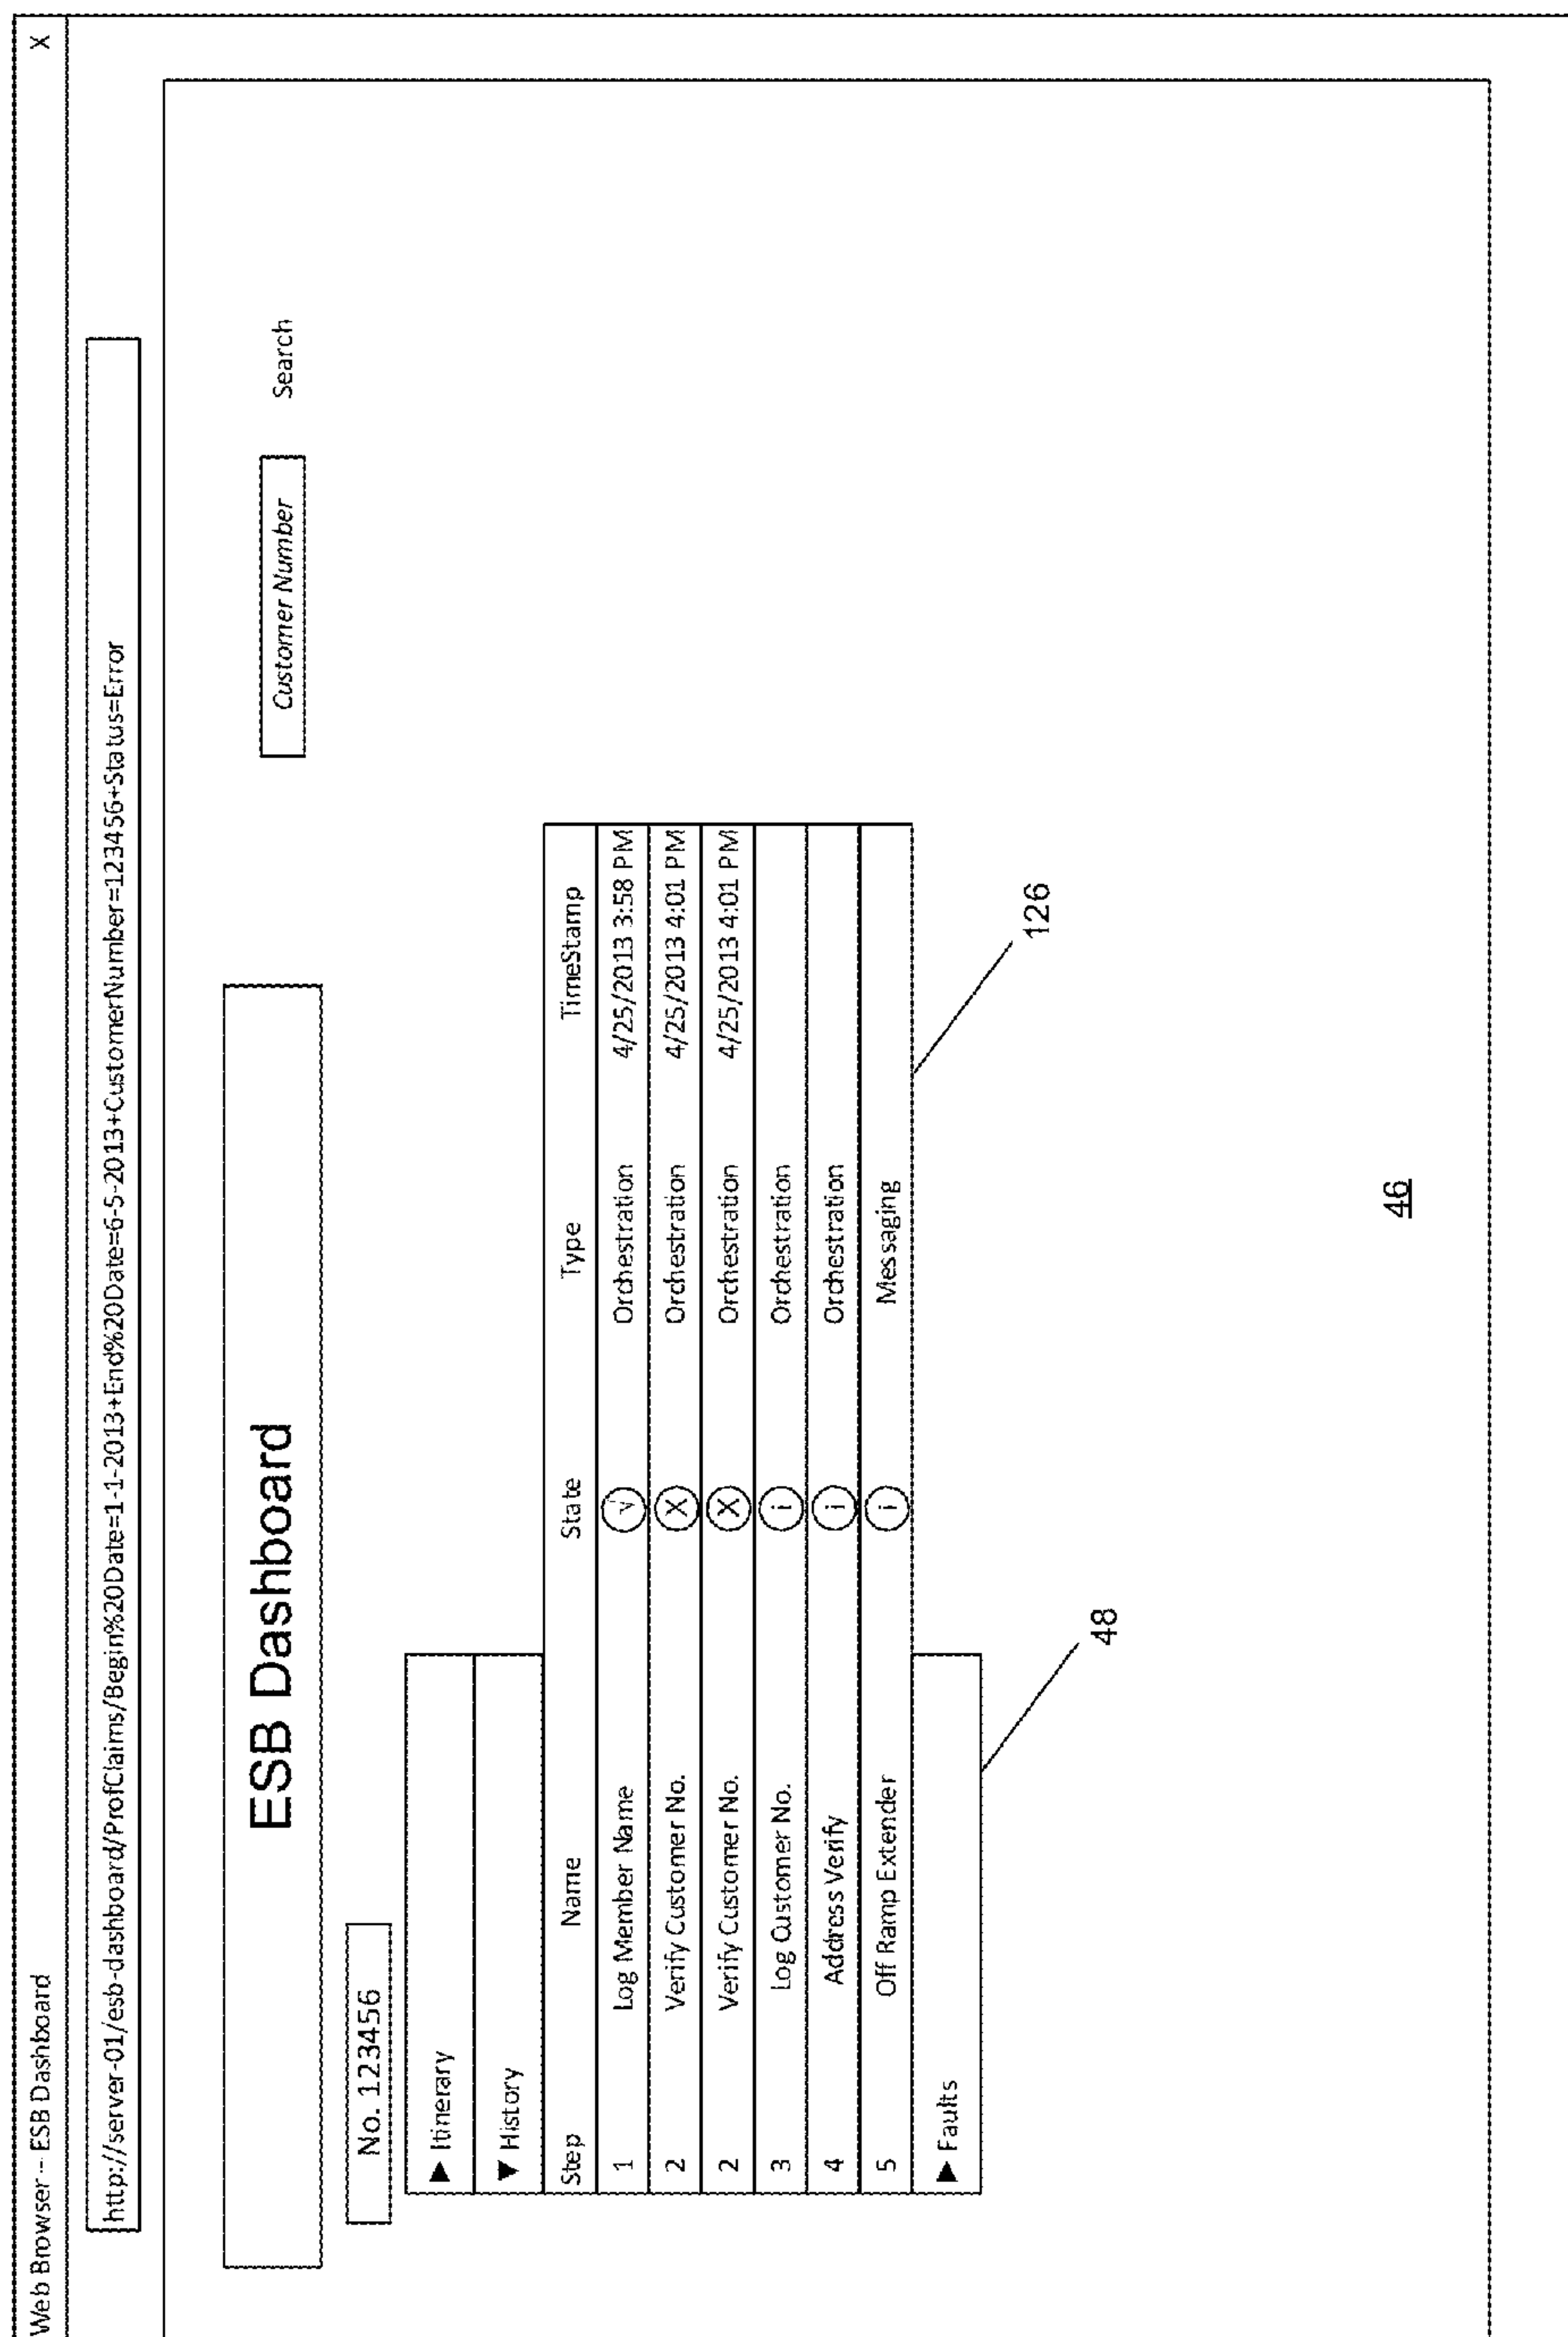 Web Browser – ESB Dashboard X
http://server-01/esb-dashboard/ProfClaims/Begin%20Date=1-1-2013+End%20Date=6-5-2013+CustomerNumber=123456+Status=Error
ESB Dashboard
Customer Number Search
No. 123456
▶ Itinerary
▼ History
Step Name State Type TimeStamp
1 Log Member Name √ Orchestration 4/25/2013 3:58 PM
2 Verify Customer No. X Orchestration 4/25/2013 4:01 PM
2 Verify Customer No. X Orchestration 4/25/2013 4:01 PM
3 Log Customer No. i Orchestration
4 Address Verify i Orchestration
5 Off Ramp Extender i Messaging
▶ Faults
126
48
46